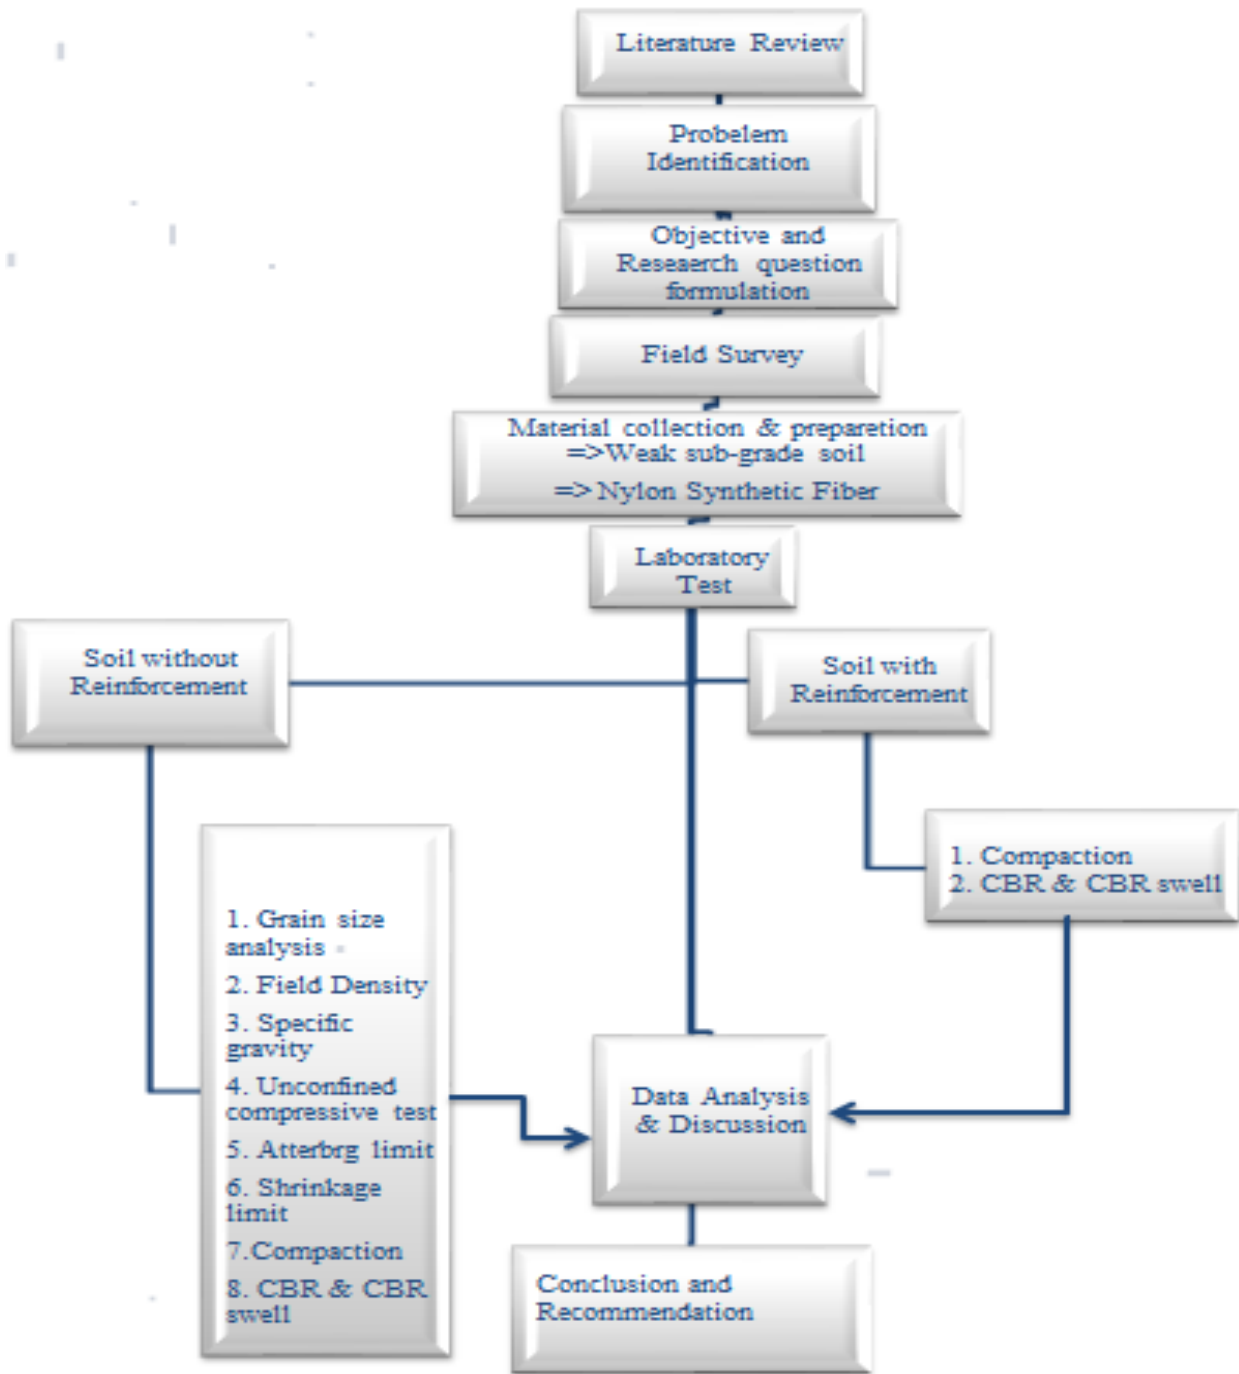 Literature Review
Probelem
Identification
Objective and
Reseaerch question
formulation
Field Survey
Material collection & preparetion
=>Weak sub-grade soil
=> Nylon Synthetic Fiber
Laboratory
Test
Soil without
Reinforcement
Soil with
Reinforcement
1. Compaction
2. CBR & CBR swell
1. Grain size
analysis
2. Field Density
3. Specific
gravity
4. Unconfined
compressive test
5. Atterbrg limit
6. Shrinkage
limit
7.Compaction
8. CBR & CBR
swell
Data Analysis
& Discussion
Conclusion and
Recommendation